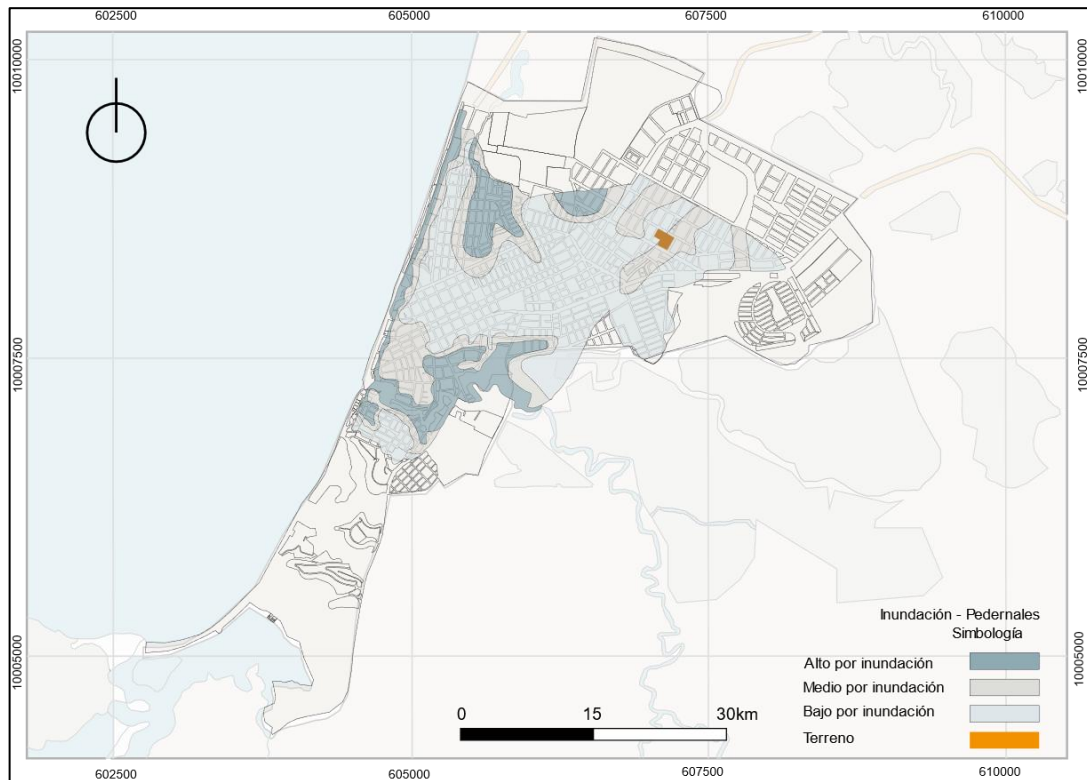 602500 605000 607500 610000
10010000 10010000
10007500 10007500
10005000 10005000
Inundación - Pedernales
Simbología
Alto por inundación
Medio por inundación
Bajo por inundación
Terreno
0 15 30km
602500 605000 607500 610000